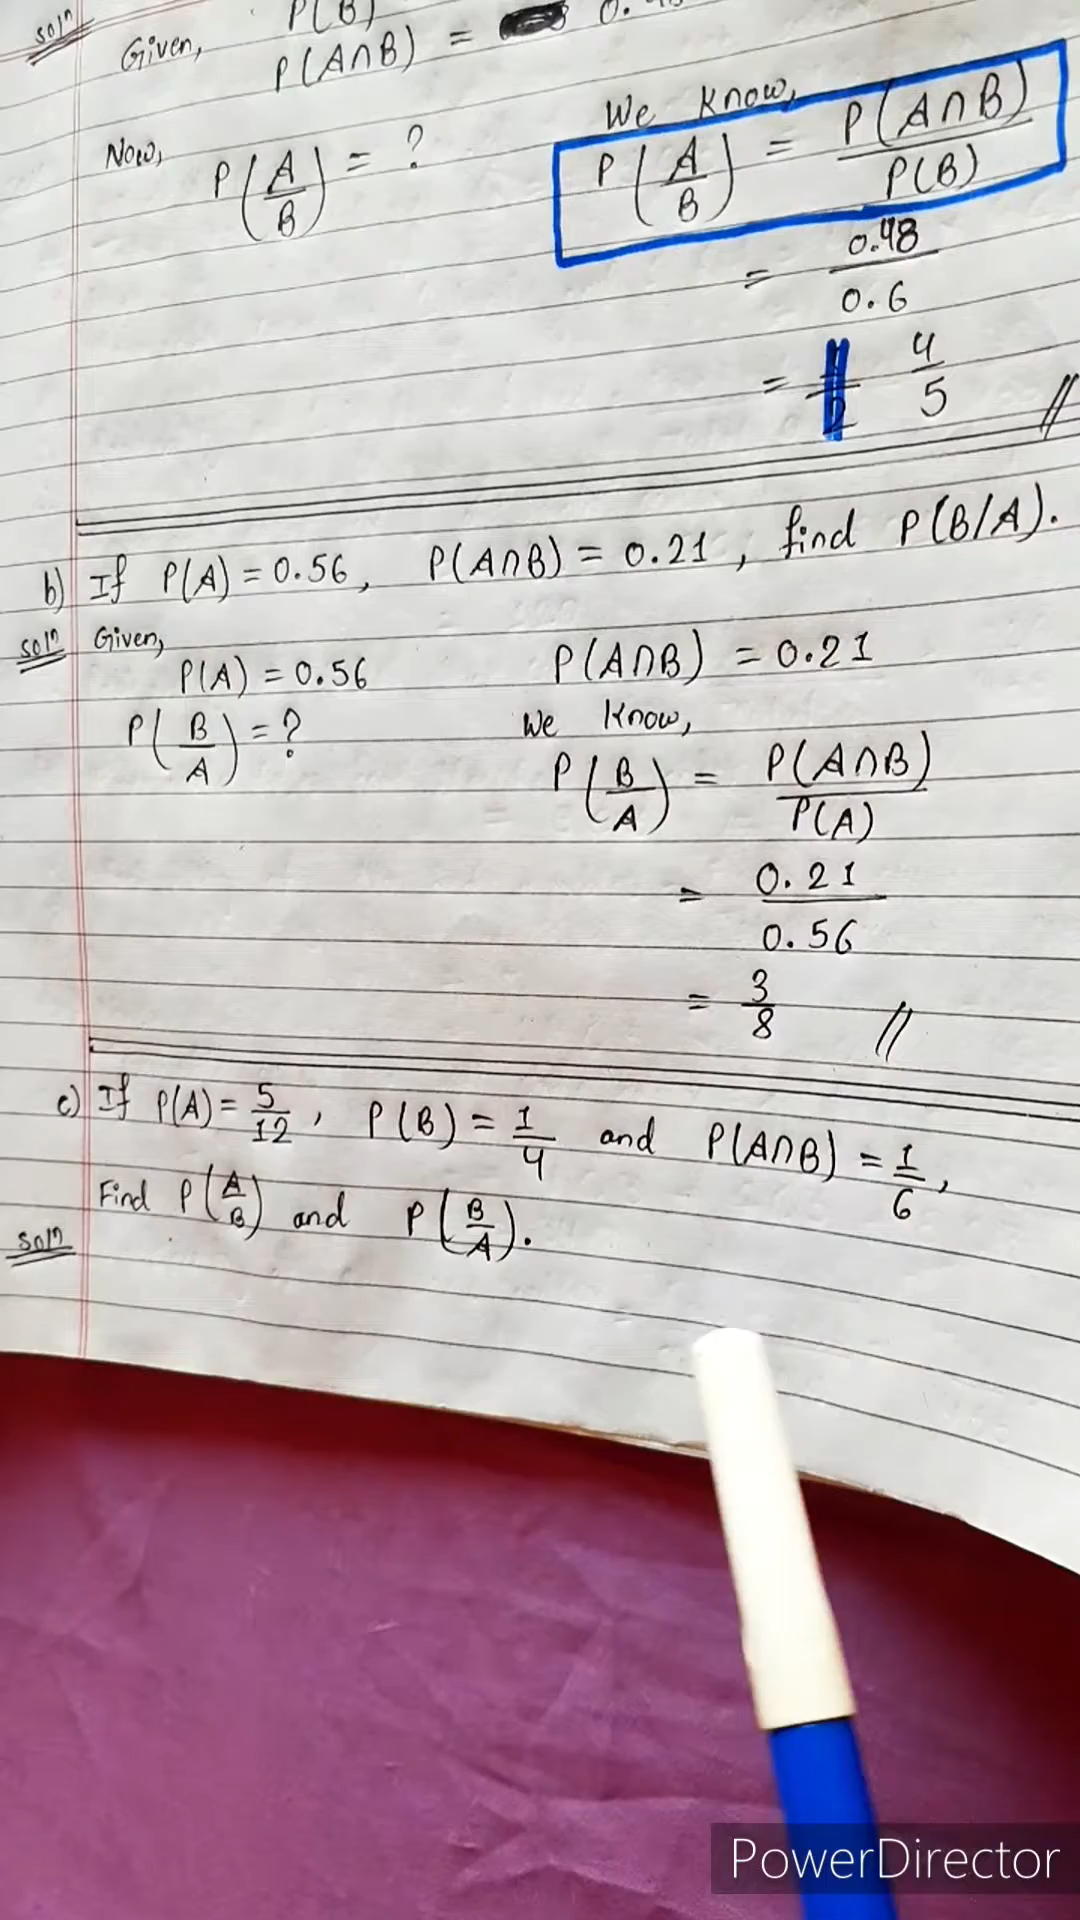 Soln
P(B)
Given, P(A∩B) = 0.48
Now, P(A/B) = ?
We Know,
P(A/B) = P(A∩B)/P(B)
= 0.48/0.6
= 4/5 //
b) If P(A) = 0.56, P(A∩B) = 0.21, find P(B/A).
Soln Given,
P(A) = 0.56 P(A∩B) = 0.21
P(B/A) = ? We Know,
P(B/A) = P(A∩B)/P(A)
= 0.21/0.56
= 3/8 //
c) If P(A) = 5/12, P(B) = 1/4 and P(A∩B) = 1/6,
Find P(A/B) and P(B/A).
Soln
PowerDirector